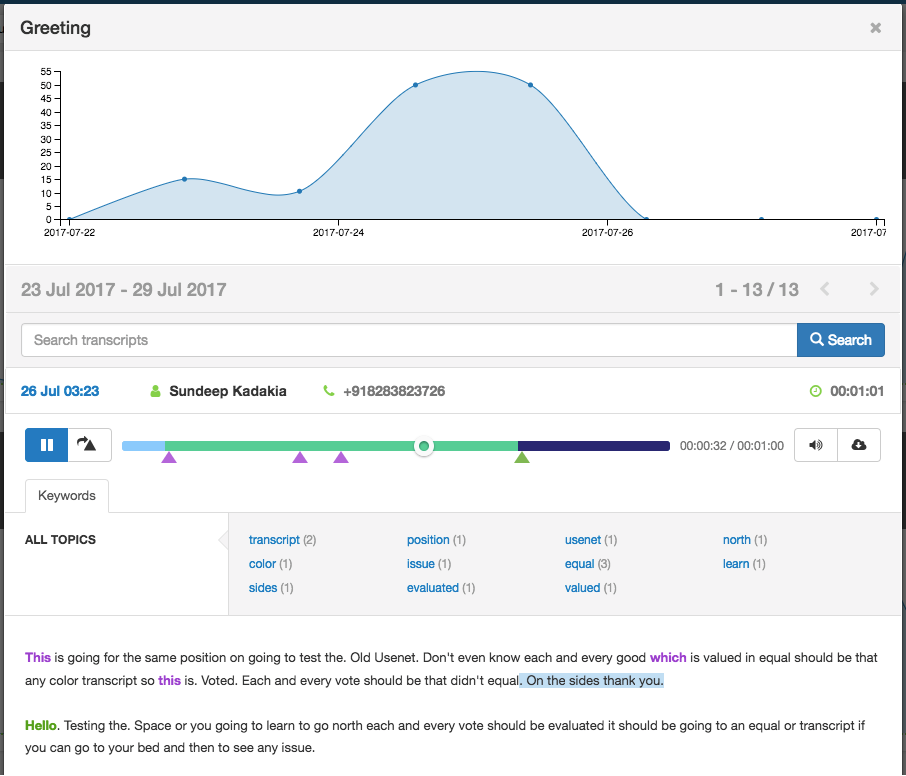 Greeting ×
55
50
45
40
35
30
25
20
15
10
5
0
2017-07-22 2017-07-24 2017-07-26 2017-07
23 Jul 2017 - 29 Jul 2017 1 - 13 / 13
Search transcripts Search
26 Jul 03:23 Sundeep Kadakia +918283823726 00:01:01
00:00:32 / 00:01:00
Keywords
ALL TOPICS
transcript (2) position (1) usenet (1) north (1)
color (1) issue (1) equal (3) learn (1)
sides (1) evaluated (1) valued (1)
This is going for the same position on going to test the. Old Usenet. Don't even know each and every good which is valued in equal should be that
any color transcript so this is. Voted. Each and every vote should be that didn't equal. On the sides thank you.
Hello. Testing the. Space or you going to learn to go north each and every vote should be evaluated it should be going to an equal or transcript if
you can go to your bed and then to see any issue.